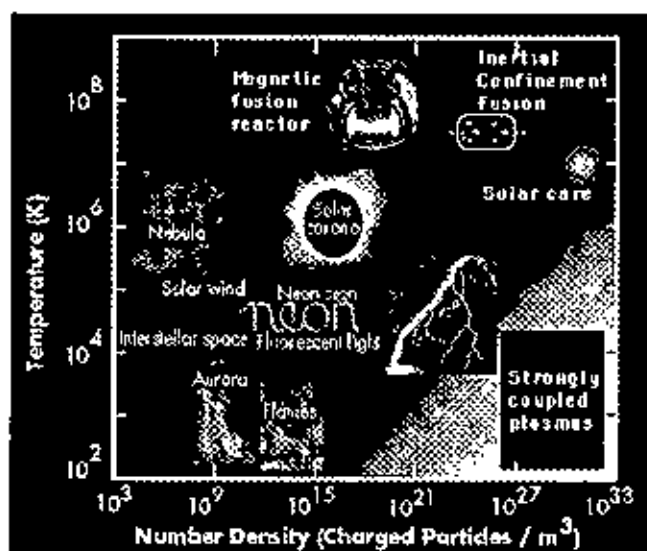 Magnetic
fusion
reactor
Inertial
Confinement
Fusion
Solar core
Nebula
Solar
corona
Solar wind
Neon sign
neon
Interstellar space
Fluorescent light
Aurora
Flames
Strongly
coupled
plasmas
Temperature (K)
10^8
10^6
10^4
10^2
10^3
10^9
10^15
10^21
10^27
10^33
Number Density (Charged Particles / m^3)